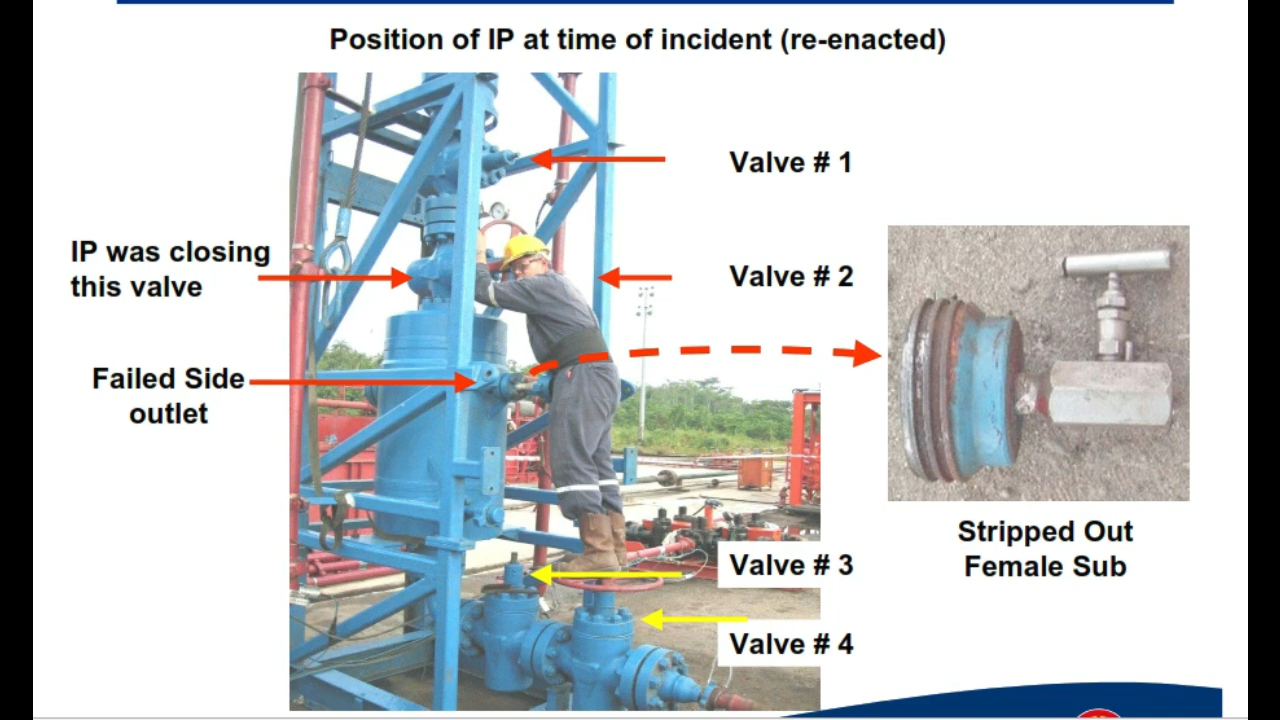 Position of IP at time of incident (re-enacted)
Valve # 1
IP was closing
this valve
Valve # 2
Failed Side
outlet
Valve # 3
Valve # 4
Stripped Out
Female Sub